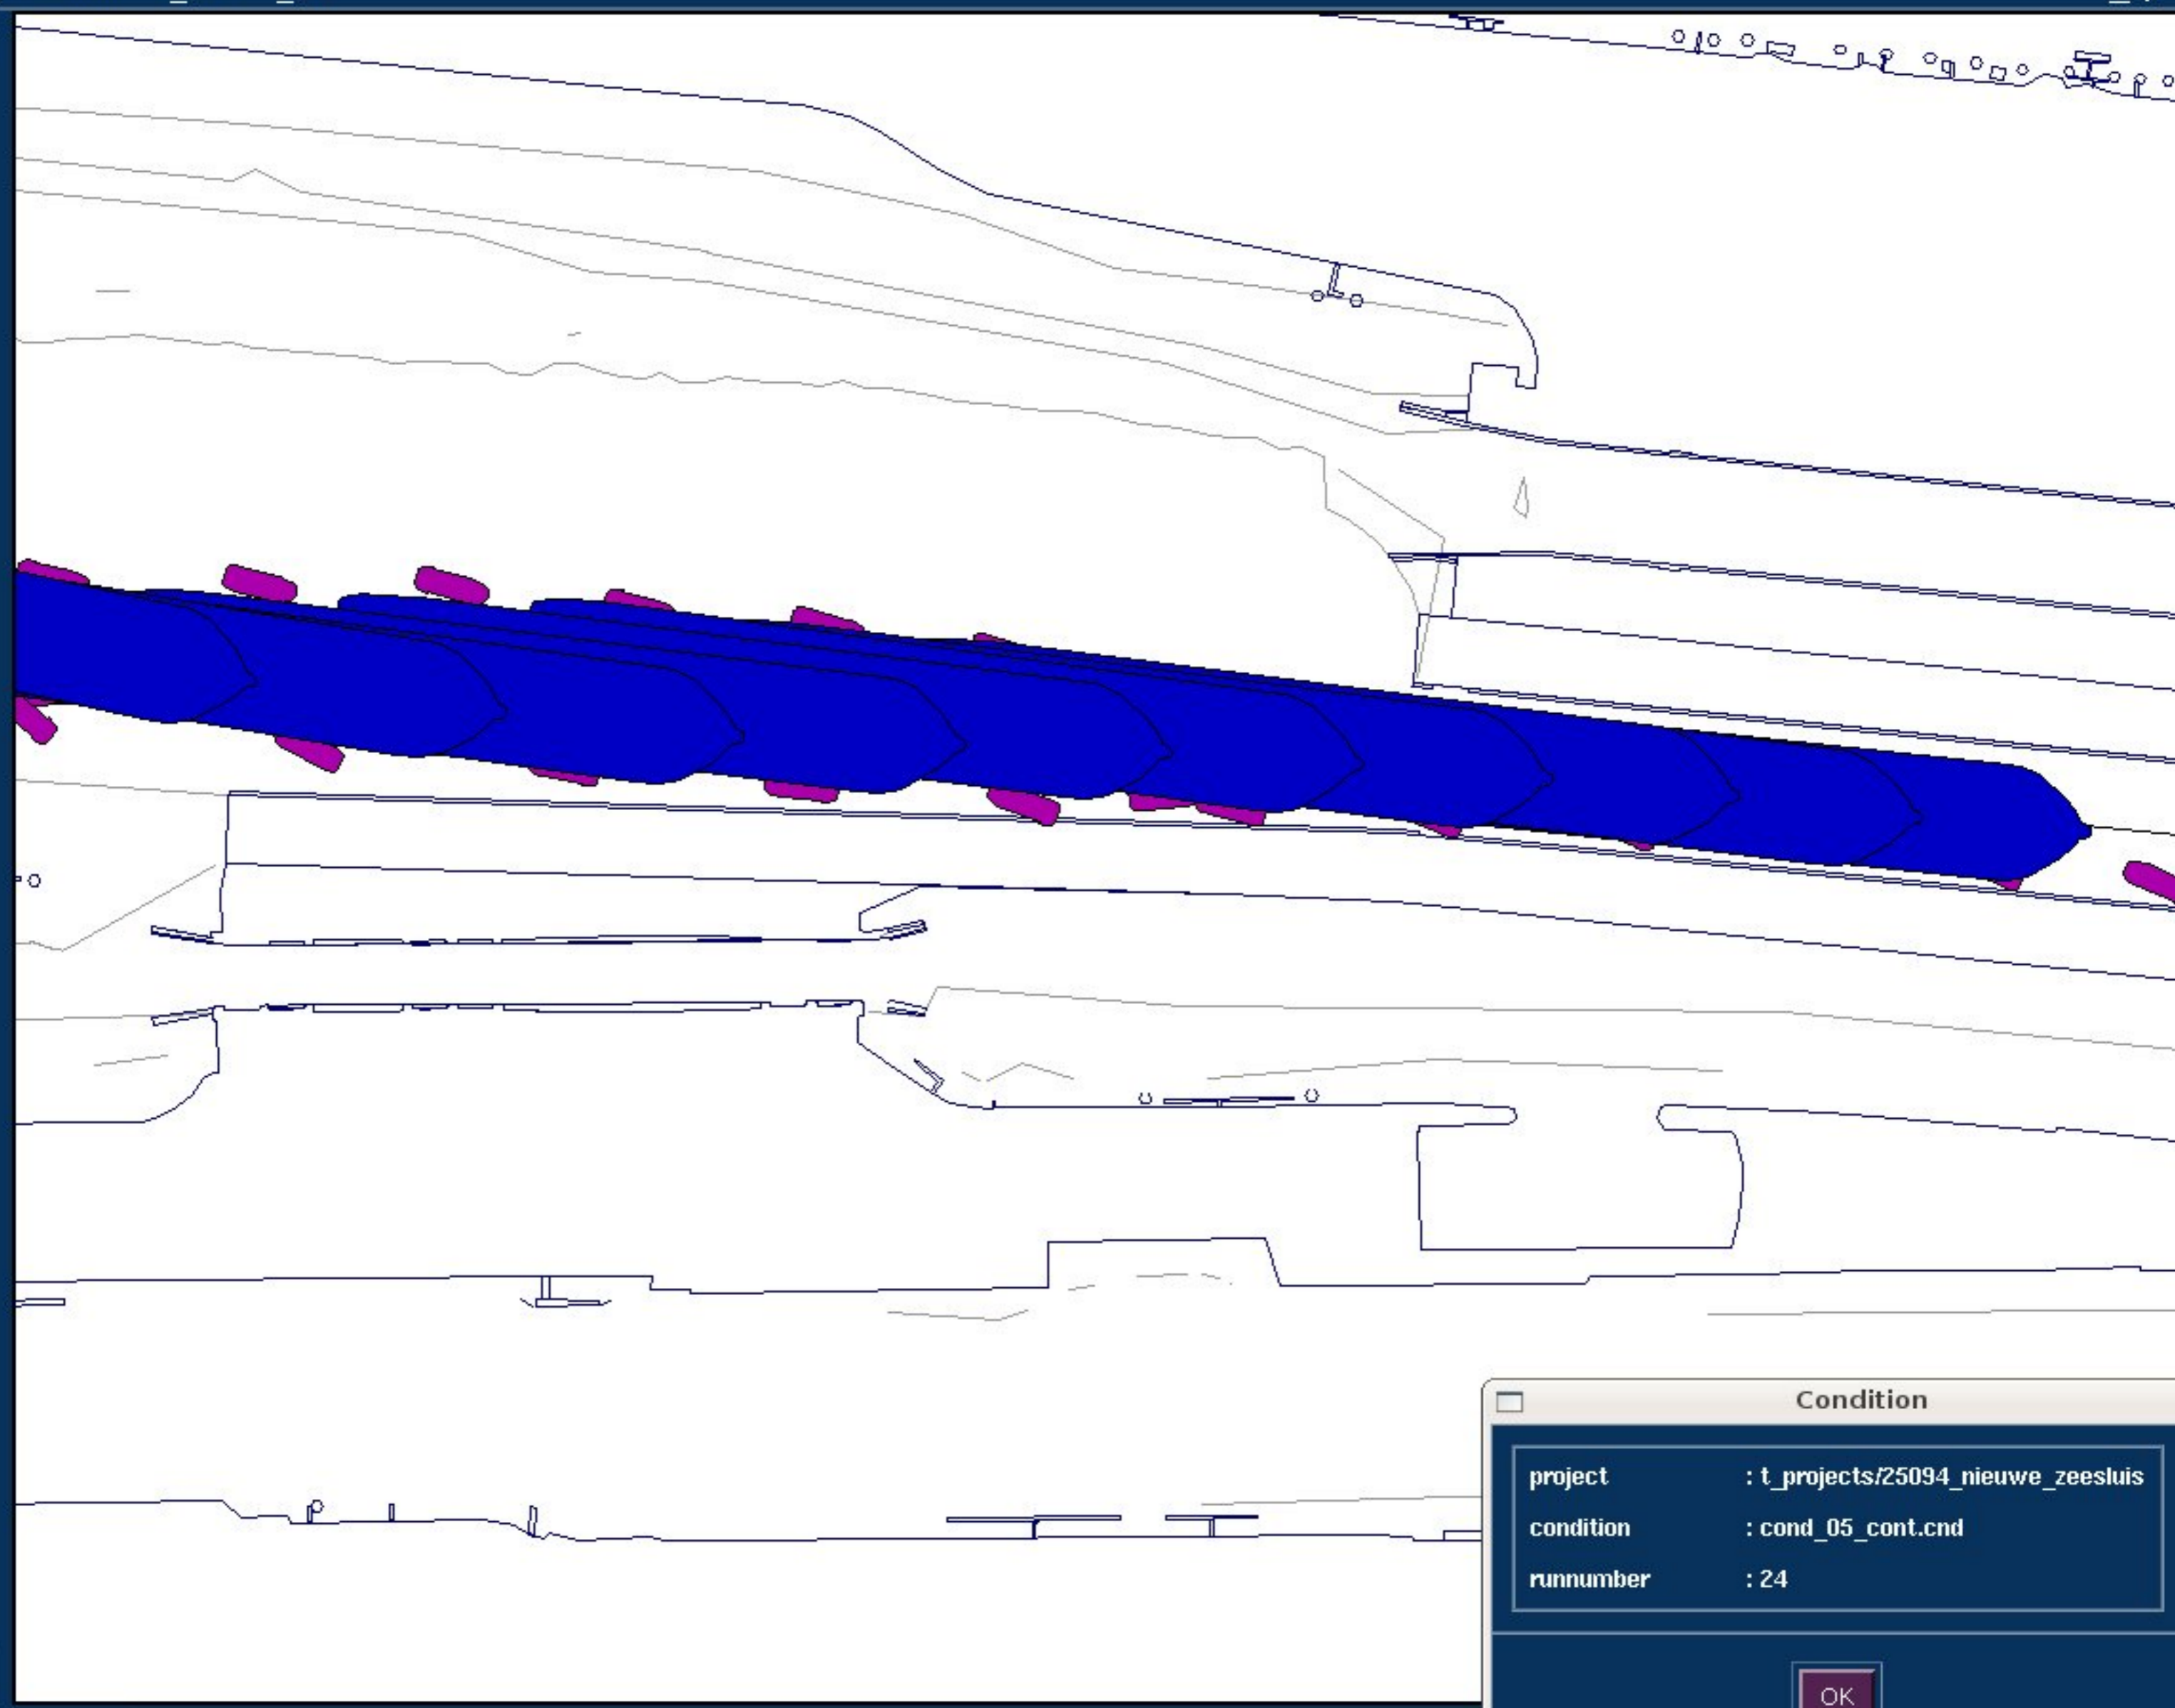 Condition
project : t_projects/25094_nieuwe_zeesluis
condition : cond_05_cont.cnd
runnumber : 24
OK